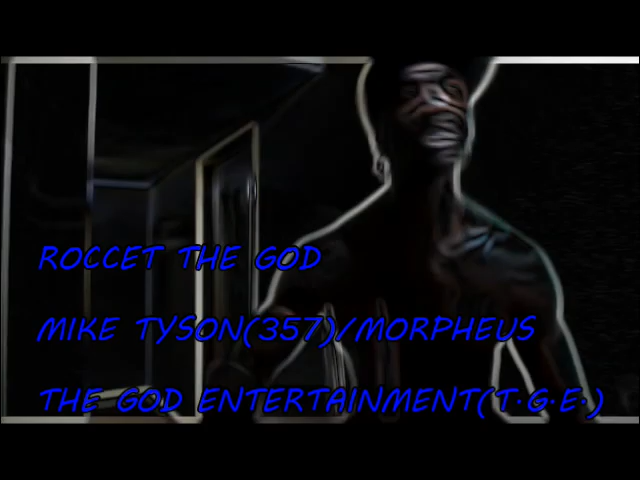 ROCCET THE GOD
MIKE TYSON(357)/MORPHEUS
THE GOD ENTERTAINMENT(T.G.E.)